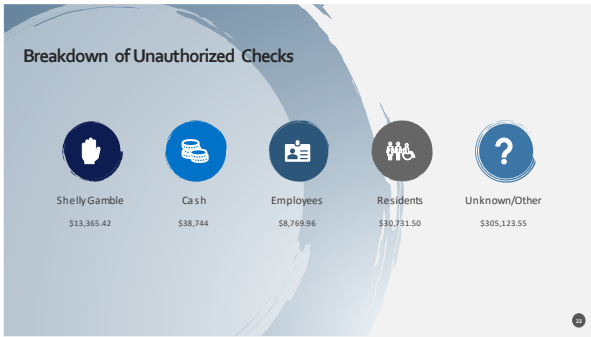 Breakdown of Unauthorized Checks
Shelly Gamble
Cash
Employees
Residents
Unknown/Other
$13,365.42
$38,744
$8,769.96
$30,731.50
$305,123.55
?
22